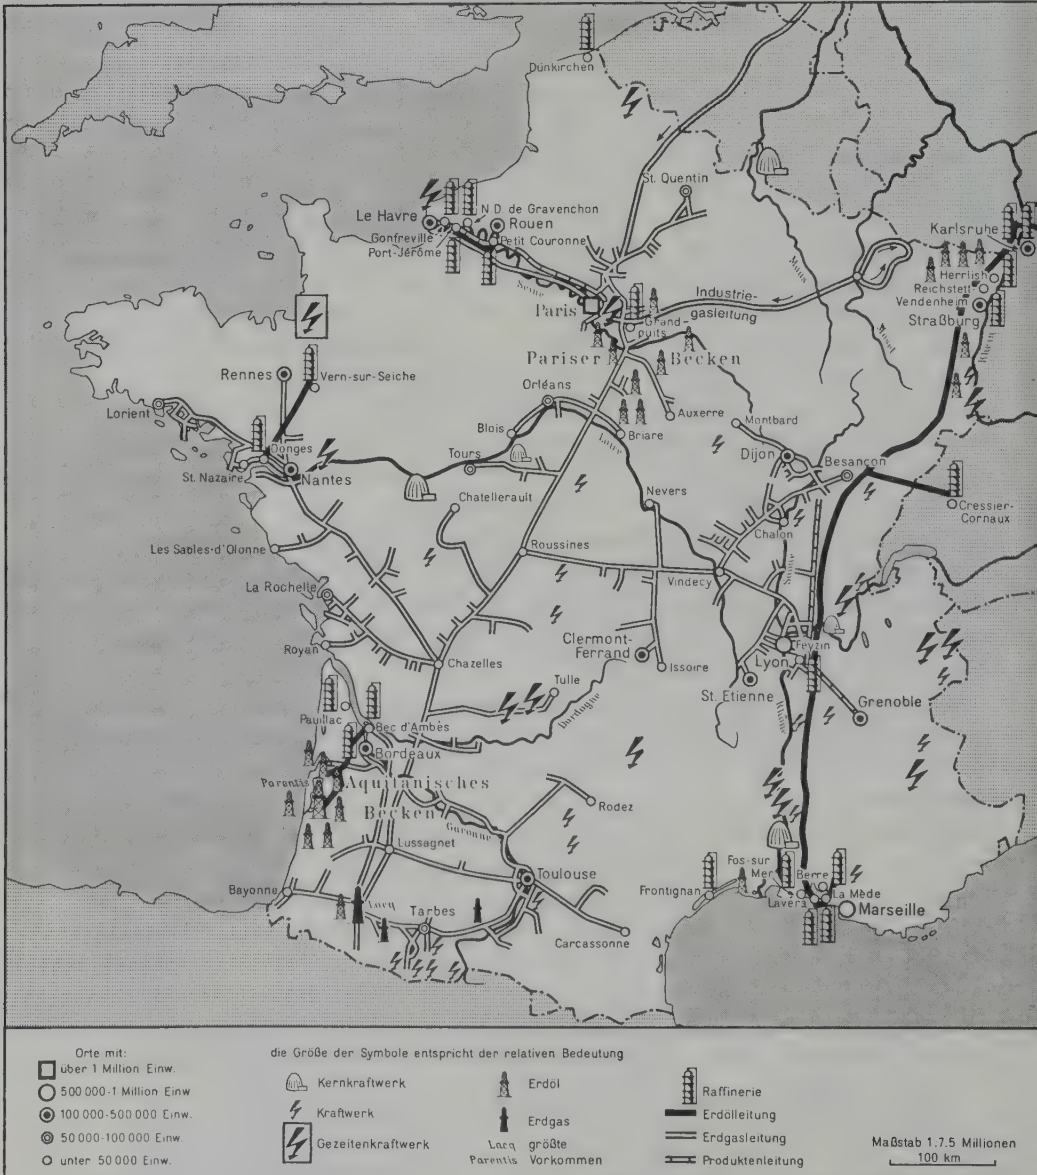 Dünkirchen
St. Quentin
Le Havre
N.D. de Gravenchon
Rouen
Gonfreville
Port-Jérôme
Petit Couronne
Karlsruhe
Herrlish
Reichstett
Vendenheim
Straßburg
Rhein
Maas
Mosel
Seine
Paris
Industrie-
gasleitung
Grand-
puits
Pariser Becken
Rennes
Vern-sur-Seiche
Lorient
Donges
St. Nazaire
Nantes
Orléans
Auxerre
Blois
Briare
Loire
Tours
Montbard
Dijon
Besançon
Chatellerault
Nevers
Cressier-
Cornaux
Chalon
Saône
Les Sables-d'Olonne
Roussines
Vindecy
La Rochelle
Royan
Chazelles
Clermont-
Ferrand
Issoire
Feyzin
Lyon
St. Etienne
Rhône
Grenoble
Tulle
Dordogne
Pauillac
Bec d'Ambès
Bordeaux
Parentis
Aquitanisches
Becken
Garonne
Rodez
Lussagnet
Toulouse
Bayonne
Lacq
Tarbes
Carcassonne
Frontignan
Fos-sur
Mer
Berre
Lavera
La Mède
Marseille
Orte mit:
über 1 Million Einw.
500 000-1 Million Einw
100 000-500 000 Einw.
50 000-100 000 Einw.
unter 50 000 Einw.
die Größe der Symbole entspricht der relativen Bedeutung
Kernkraftwerk
Kraftwerk
Gezeitenkraftwerk
Erdöl
Erdgas
Lacq größte
Parentis Vorkommen
Raffinerie
Erdölleitung
Erdgasleitung
Produktenleitung
Maßstab 1.7.5 Millionen
100 km